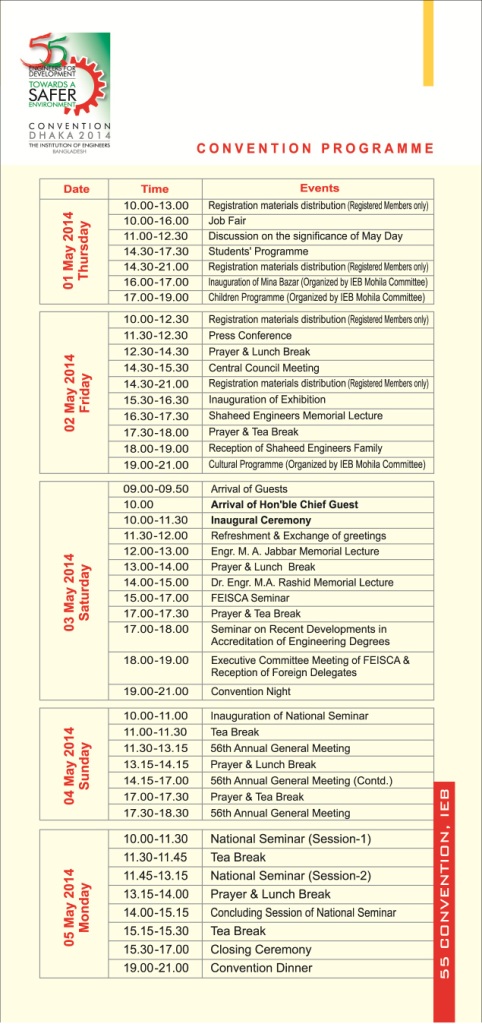 55
ENGINEERS FOR
DEVELOPMENT
TOWARDS A
SAFER
ENVIRONMENT
CONVENTION
DHAKA 2014
THE INSTITUTION OF ENGINEERS
BANGLADESH
CONVENTION PROGRAMME
Date Time Events
01 May 2014
Thursday
10.00-13.00 Registration materials distribution (Registered Members only)
10.00-16.00 Job Fair
11.00-12.30 Discussion on the significance of May Day
14.30-17.30 Students' Programme
14.30-21.00 Registration materials distribution (Registered Members only)
16.00-17.00 Inauguration of Mina Bazar (Organized by IEB Mohila Committee)
17.00-19.00 Children Programme (Organized by IEB Mohila Committee)
02 May 2014
Friday
10.00-12.30 Registration materials distribution (Registered Members only)
11.30-12.30 Press Conference
12.30-14.30 Prayer & Lunch Break
14.30-15.30 Central Council Meeting
14.30-21.00 Registration materials distribution (Registered Members only)
15.30-16.30 Inauguration of Exhibition
16.30-17.30 Shaheed Engineers Memorial Lecture
17.30-18.00 Prayer & Tea Break
18.00-19.00 Reception of Shaheed Engineers Family
19.00-21.00 Cultural Programme (Organized by IEB Mohila Committee)
03 May 2014
Saturday
09.00-09.50 Arrival of Guests
10.00 Arrival of Hon'ble Chief Guest
10.00-11.30 Inaugural Ceremony
11.30-12.00 Refreshment & Exchange of greetings
12.00-13.00 Engr. M. A. Jabbar Memorial Lecture
13.00-14.00 Prayer & Lunch Break
14.00-15.00 Dr. Engr. M.A. Rashid Memorial Lecture
15.00-17.00 FEISCA Seminar
17.00-17.30 Prayer & Tea Break
17.00-18.00 Seminar on Recent Developments in
Accreditation of Engineering Degrees
18.00-19.00 Executive Committee Meeting of FEISCA &
Reception of Foreign Delegates
19.00-21.00 Convention Night
04 May 2014
Sunday
10.00-11.00 Inauguration of National Seminar
11.00-11.30 Tea Break
11.30-13.15 56th Annual General Meeting
13.15-14.15 Prayer & Lunch Break
14.15-17.00 56th Annual General Meeting (Contd.)
17.00-17.30 Prayer & Tea Break
17.30-18.30 56th Annual General Meeting
05 May 2014
Monday
10.00-11.30 National Seminar (Session-1)
11.30-11.45 Tea Break
11.45-13.15 National Seminar (Session-2)
13.15-14.00 Prayer & Lunch Break
14.00-15.15 Concluding Session of National Seminar
15.15-15.30 Tea Break
15.30-17.00 Closing Ceremony
19.00-21.00 Convention Dinner
55 CONVENTION, IEB